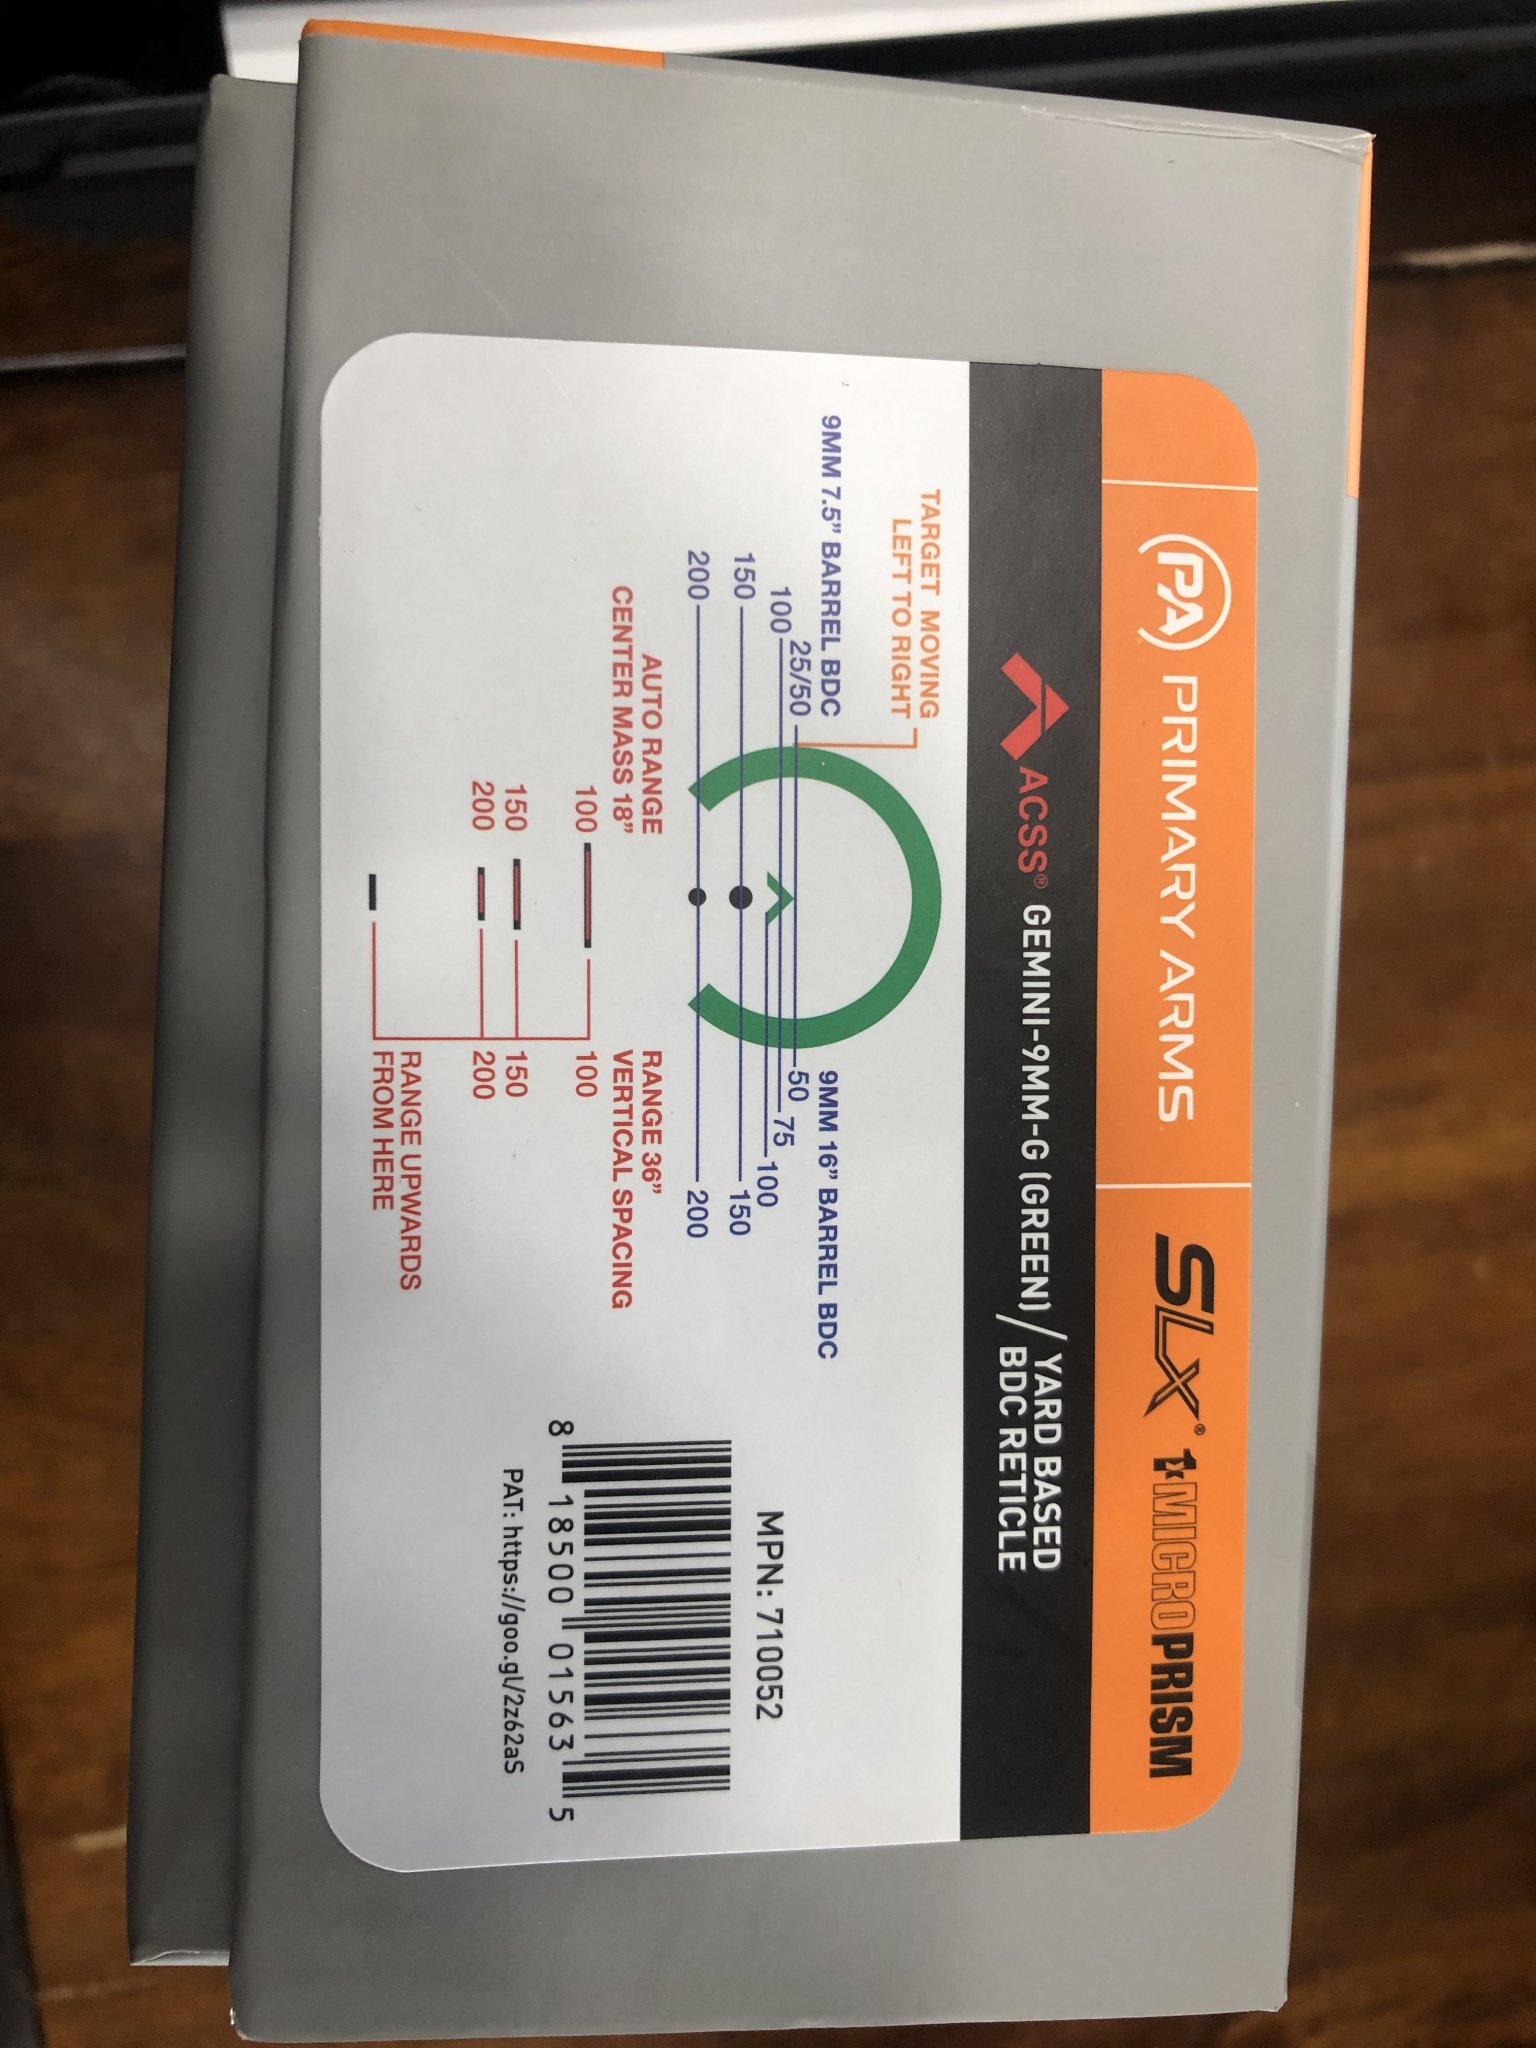 PA PRIMARY ARMS
SLX® 1xMICROPRISM
ACSS® GEMINI-9MM-G (GREEN) / YARD BASED
BDC RETICLE
TARGET MOVING
LEFT TO RIGHT
9MM 7.5” BARREL BDC
25/50
100
150
200
9MM 16” BARREL BDC
50
75
100
150
200
AUTO RANGE
CENTER MASS 18”
100
150
200
RANGE 36”
VERTICAL SPACING
100
150
200
RANGE UPWARDS
FROM HERE
MPN: 710052
8 18500 01563 5
PAT: https://goo.gl/2z62aS